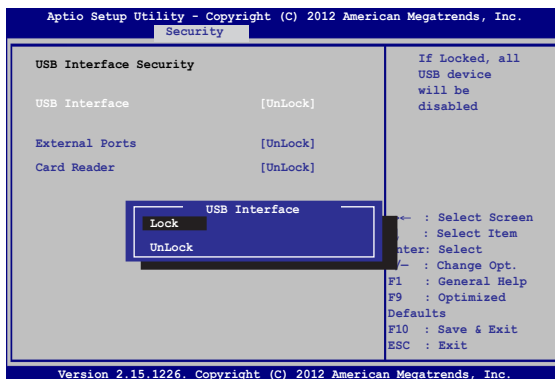 Aptio Setup Utility - Copyright (C) 2012 American Megatrends, Inc.
Security
USB Interface Security
USB Interface [UnLock]
External Ports [UnLock]
Card Reader [UnLock]
If Locked, all
USB device
will be
disabled
USB Interface
Lock
UnLock
: Select Screen
: Select Item
: Select
: Change Opt.
F1 : General Help
F9 : Optimized
Defaults
F10 : Save & Exit
ESC : Exit
Version 2.15.1226. Copyright (C) 2012 American Megatrends, Inc.